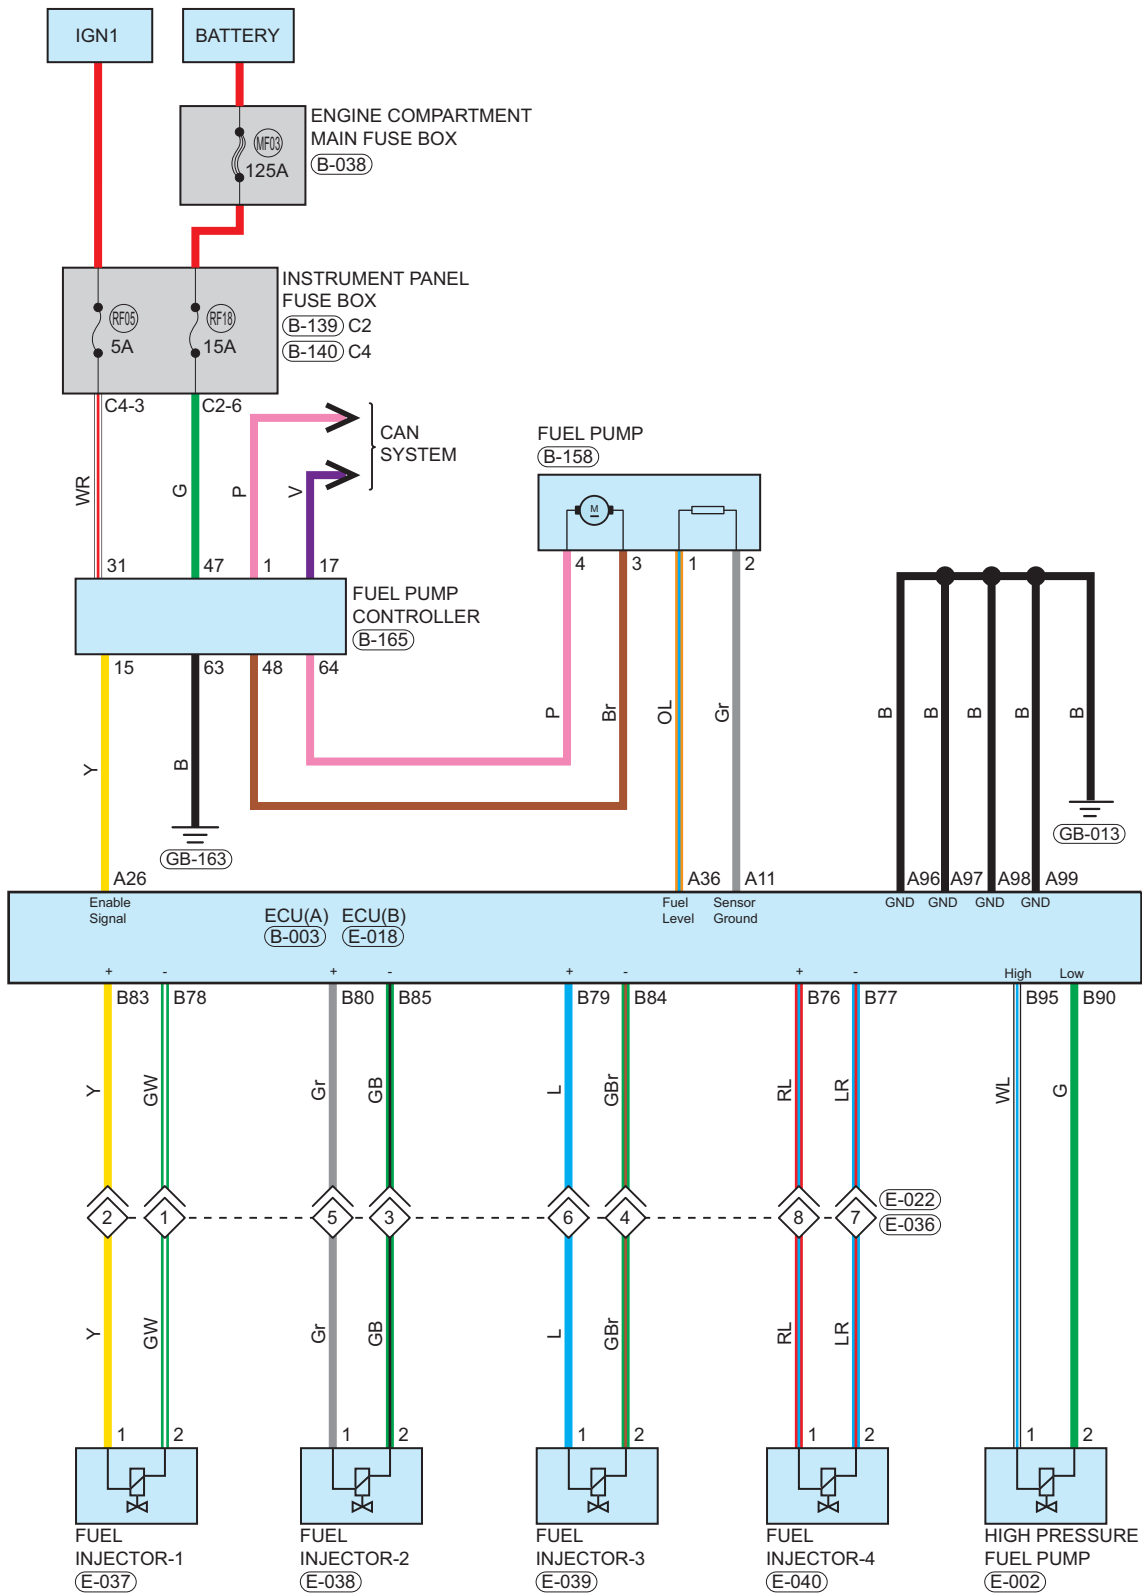 IGN1 BATTERY
ENGINE COMPARTMENT
MAIN FUSE BOX
B-038
MF03
125A
INSTRUMENT PANEL
FUSE BOX
B-139 C2
B-140 C4
RF05 RF18
5A 15A
C4-3 C2-6
CAN
SYSTEM
FUEL PUMP
B-158
WR G P V
M
31 47 1 17
4 3 1 2
FUEL PUMP
CONTROLLER
B-165
15 63 48 64
P Br OL Gr
B B B B B
Y B
GB-163
GB-013
A26 A36 A11 A96 A97 A98 A99
Enable
Signal
Fuel
Level
Sensor
Ground
GND GND GND GND
ECU(A) ECU(B)
B-003 E-018
+ - + - + - + - High Low
B83 B78 B80 B85 B79 B84 B76 B77 B95 B90
Y GW Gr GB L GBr RL LR WL G
2 1 5 3 6 4 8 7
E-022
E-036
Y GW Gr GB L GBr RL LR
1 2 1 2 1 2 1 2 1 2
FUEL
INJECTOR-1
E-037
FUEL
INJECTOR-2
E-038
FUEL
INJECTOR-3
E-039
FUEL
INJECTOR-4
E-040
HIGH PRESSURE
FUEL PUMP
E-002